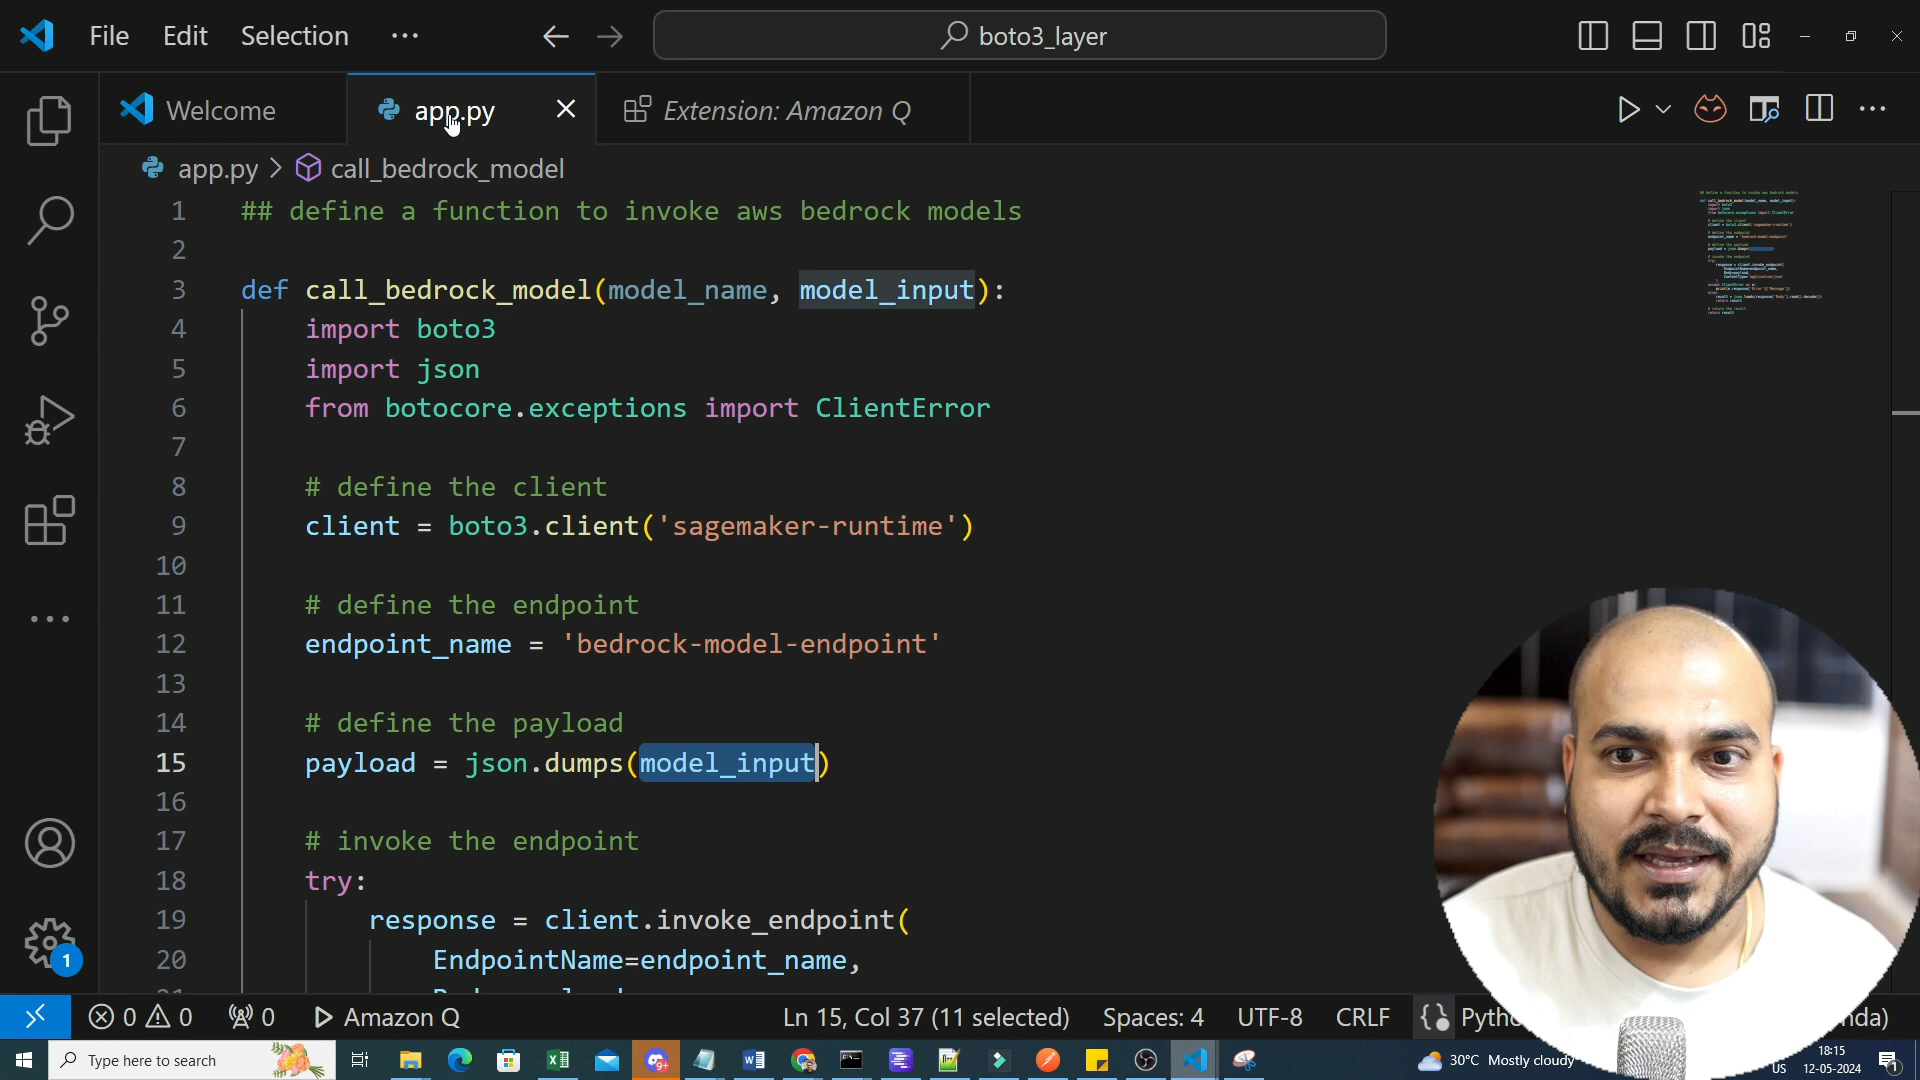 File Edit Selection ··· boto3_layer
Welcome app.py Extension: Amazon Q
app.py > call_bedrock_model
1 ## define a function to invoke aws bedrock models
2
3 def call_bedrock_model(model_name, model_input):
4 import boto3
5 import json
6 from botocore.exceptions import ClientError
7
8 # define the client
9 client = boto3.client('sagemaker-runtime')
10
11 # define the endpoint
12 endpoint_name = 'bedrock-model-endpoint'
13
14 # define the payload
15 payload = json.dumps(model_input)
16
17 # invoke the endpoint
18 try:
19 response = client.invoke_endpoint(
20 EndpointName=endpoint_name,
1
0 0 0 Amazon Q Ln 15, Col 37 (11 selected) Spaces: 4 UTF-8 CRLF
Type here to search 9+ 30°C Mostly cloudy US 18:15
12-05-2024 1